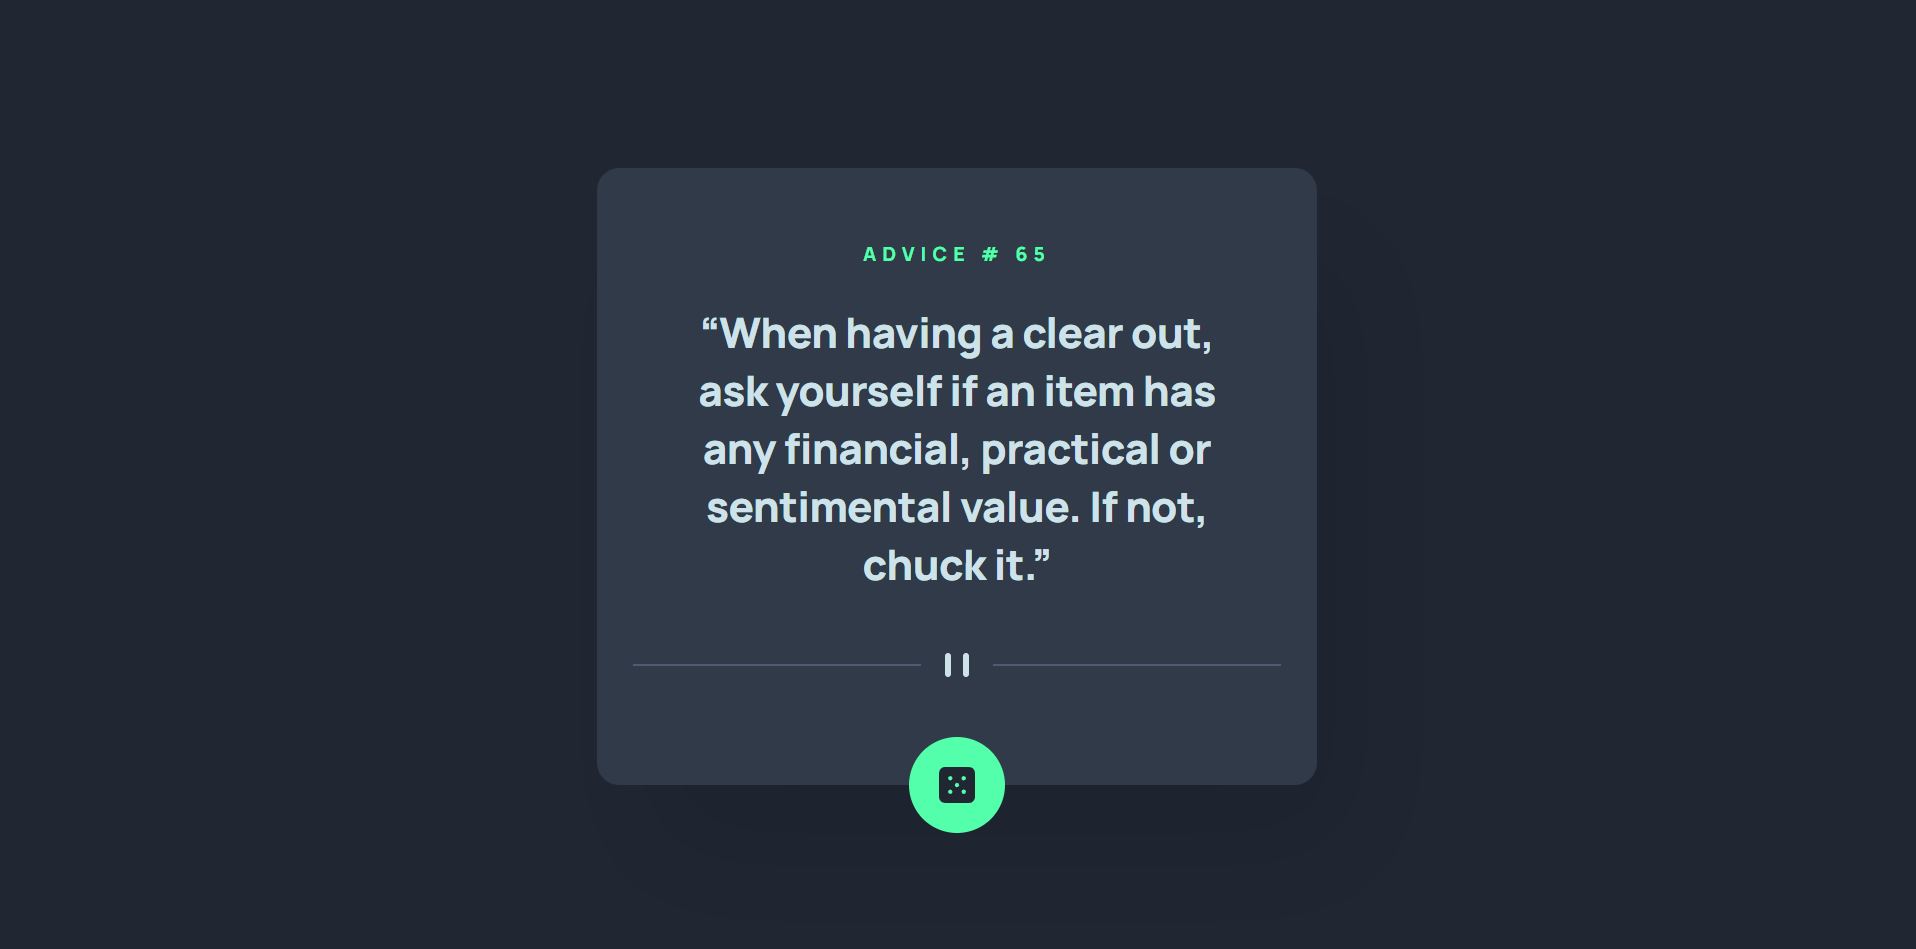 ADVICE # 65
“When having a clear out,
ask yourself if an item has
any financial, practical or
sentimental value. If not,
chuck it.”